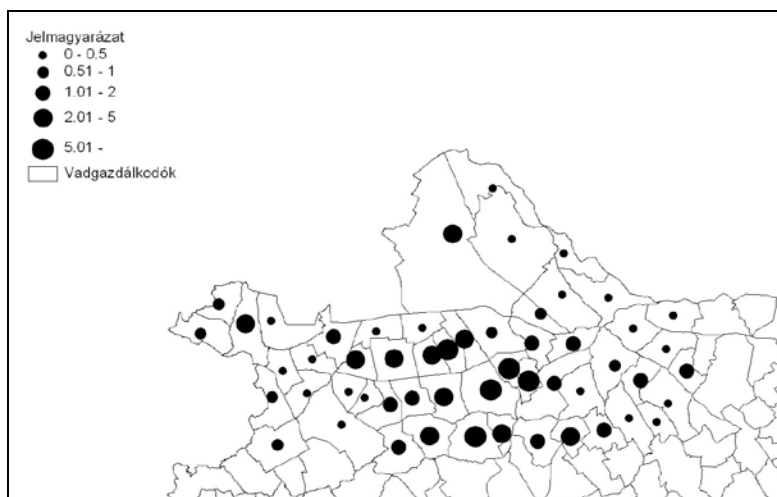 Jelmagyarázat
0 - 0.5
0.51 - 1
1.01 - 2
2.01 - 5
5.01 -
Vadgazdálkodók